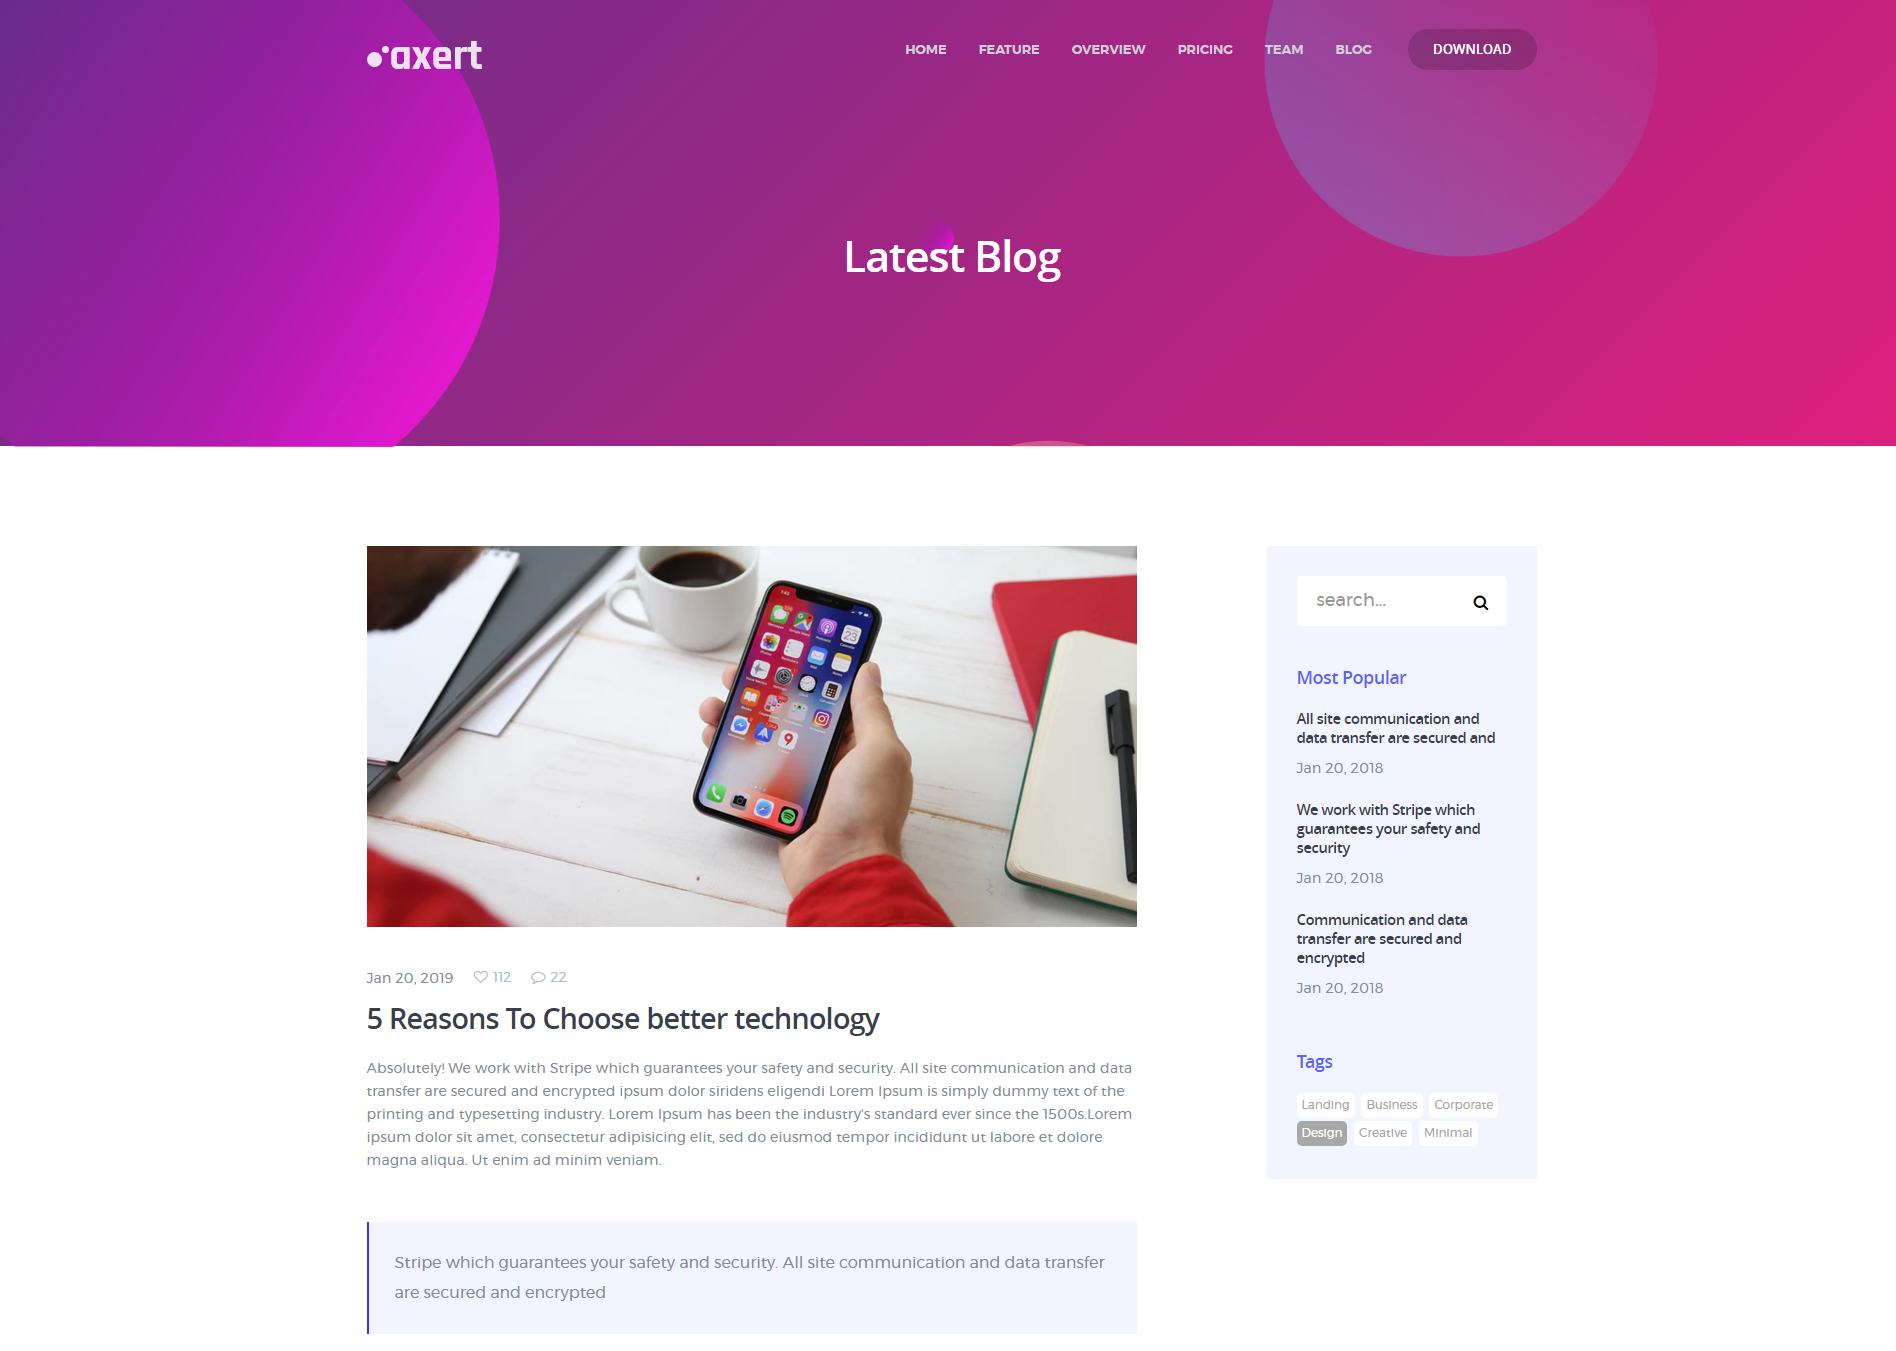 axert
HOME FEATURE OVERVIEW PRICING TEAM BLOG DOWNLOAD
Latest Blog
search...
Most Popular
All site communication and
data transfer are secured and
Jan 20, 2018
We work with Stripe which
guarantees your safety and
security
Jan 20, 2018
Communication and data
transfer are secured and
encrypted
Jan 20, 2018
Tags
Landing Business Corporate
Design Creative Minimal
Jan 20, 2019 112 22
5 Reasons To Choose better technology
Absolutely! We work with Stripe which guarantees your safety and security. All site communication and data
transfer are secured and encrypted ipsum dolor siridens eligendi Lorem Ipsum is simply dummy text of the
printing and typesetting industry. Lorem Ipsum has been the industry's standard ever since the 1500s.Lorem
ipsum dolor sit amet, consectetur adipisicing elit, sed do eiusmod tempor incididunt ut labore et dolore
magna aliqua. Ut enim ad minim veniam.
Stripe which guarantees your safety and security. All site communication and data transfer
are secured and encrypted